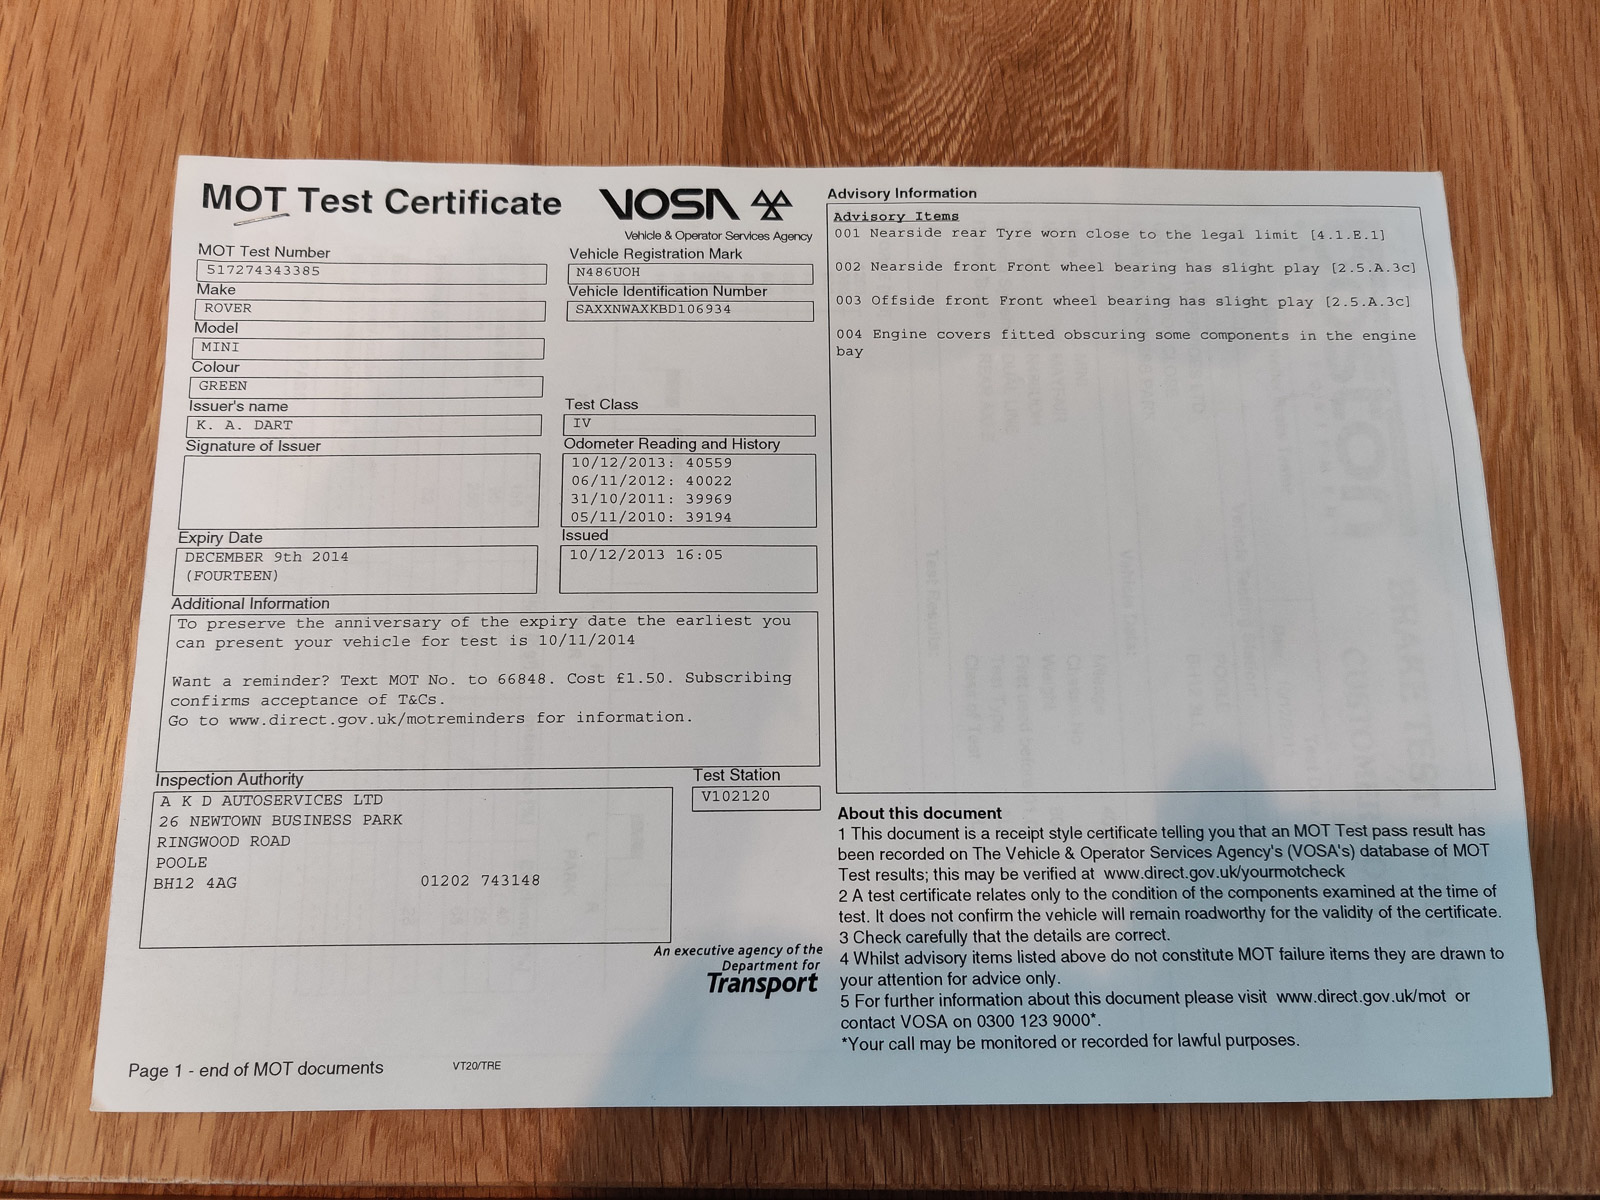 MOT Test Certificate
VOSA
Vehicle & Operator Services Agency
MOT Test Number
517274343385
Vehicle Registration Mark
N486UOH
Make
ROVER
Vehicle Identification Number
SAXXNWAXKBD106934
Model
MINI
Colour
GREEN
Issuer's name
K. A. DART
Test Class
IV
Signature of Issuer
Odometer Reading and History
10/12/2013: 40559
06/11/2012: 40022
31/10/2011: 39969
05/11/2010: 39194
Expiry Date
DECEMBER 9th 2014
(FOURTEEN)
Issued
10/12/2013 16:05
Additional Information
To preserve the anniversary of the expiry date the earliest you
can present your vehicle for test is 10/11/2014
Want a reminder? Text MOT No. to 66848. Cost £1.50. Subscribing
confirms acceptance of T&Cs.
Go to www.direct.gov.uk/motreminders for information.
Inspection Authority
A K D AUTOSERVICES LTD
26 NEWTOWN BUSINESS PARK
RINGWOOD ROAD
POOLE
BH12 4AG 01202 743148
Test Station
V102120
An executive agency of the
Department for
Transport
Page 1 - end of MOT documents
VT20/TRE
Advisory Information
Advisory Items
001 Nearside rear Tyre worn close to the legal limit [4.1.E.1]
002 Nearside front Front wheel bearing has slight play [2.5.A.3c]
003 Offside front Front wheel bearing has slight play [2.5.A.3c]
004 Engine covers fitted obscuring some components in the engine
bay
About this document
1 This document is a receipt style certificate telling you that an MOT Test pass result has
been recorded on The Vehicle & Operator Services Agency's (VOSA's) database of MOT
Test results; this may be verified at www.direct.gov.uk/yourmotcheck
2 A test certificate relates only to the condition of the components examined at the time of
test. It does not confirm the vehicle will remain roadworthy for the validity of the certificate.
3 Check carefully that the details are correct.
4 Whilst advisory items listed above do not constitute MOT failure items they are drawn to
your attention for advice only.
5 For further information about this document please visit www.direct.gov.uk/mot or
contact VOSA on 0300 123 9000*.
*Your call may be monitored or recorded for lawful purposes.